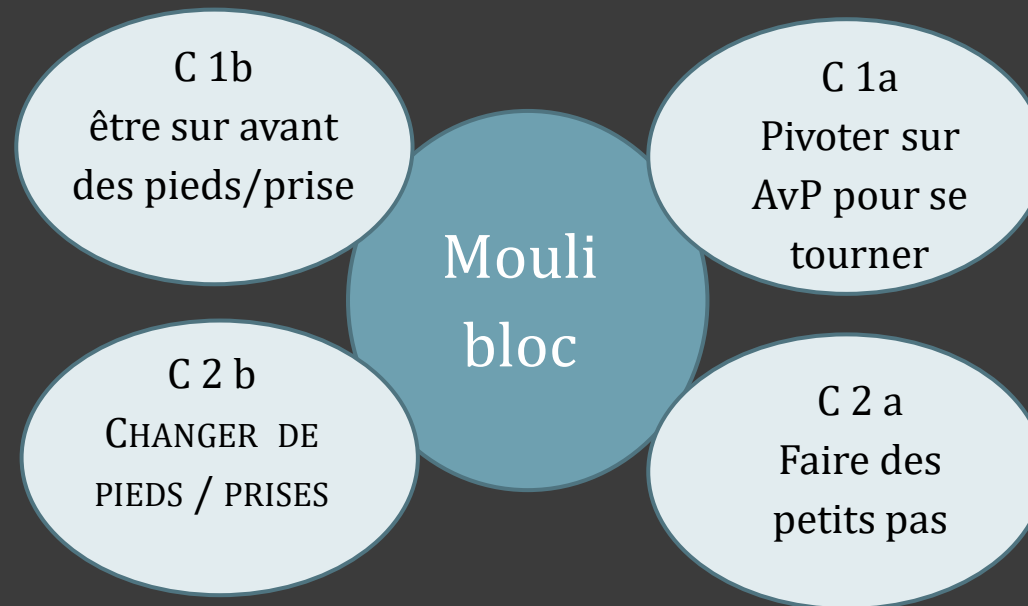 C 1b
être sur avant
des pieds/prise
C 1a
Pivoter sur
AvP pour se
tourner
Mouli
bloc
C 2 b
CHANGER DE
PIEDS / PRISES
C 2 a
Faire des
petits pas